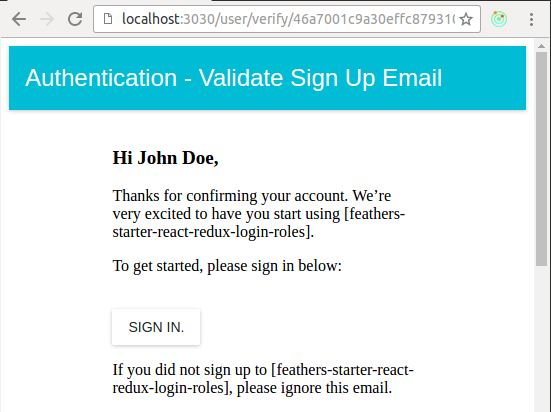 localhost:3030/user/verify/46a7001c9a30effc87931
Authentication - Validate Sign Up Email
Hi John Doe,
Thanks for confirming your account. We’re
very excited to have you start using [feathers-
starter-react-redux-login-roles].
To get started, please sign in below:
SIGN IN.
If you did not sign up to [feathers-starter-react-
redux-login-roles], please ignore this email.